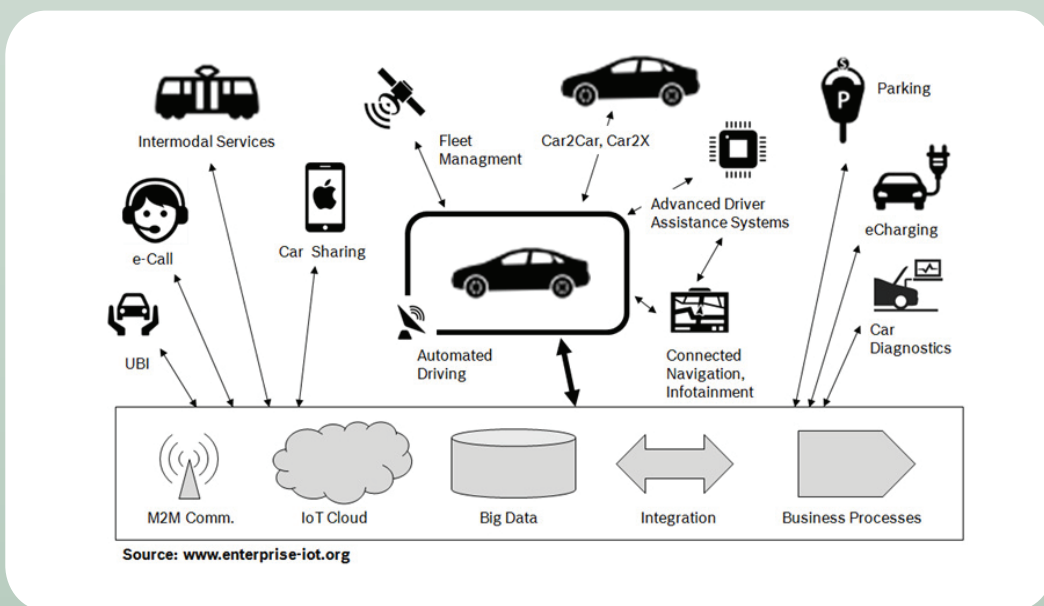 Intermodal Services
Fleet
Managment
Car2Car, Car2X
S
P
Parking
e-Call
Car Sharing
Advanced Driver
Assistance Systems
eCharging
UBI
Automated
Driving
Connected
Navigation,
Infotainment
Car
Diagnostics
M2M Comm.
IoT Cloud
Big Data
Integration
Business Processes
Source: www.enterprise-iot.org